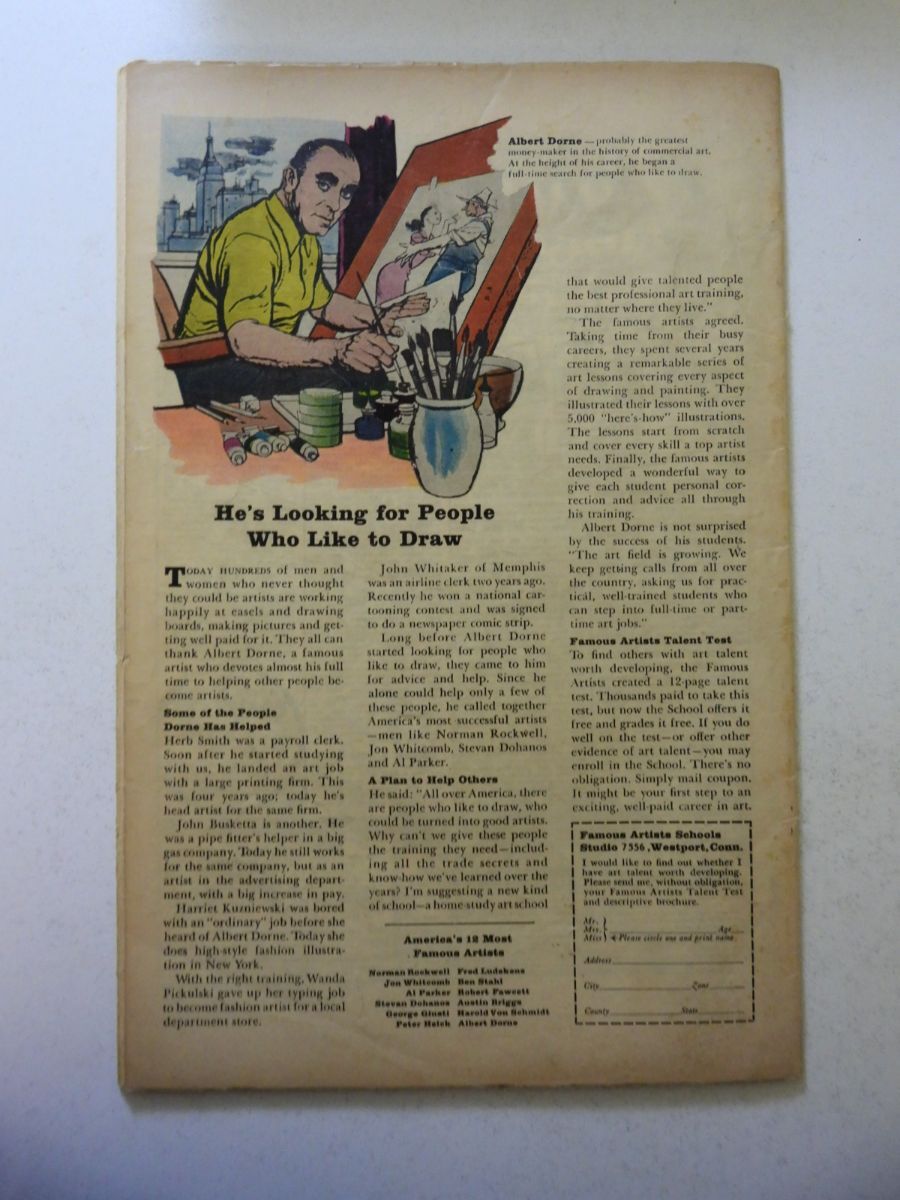 Albert Dorne — probably the greatest
money-maker in the history of commercial art.
At the height of his career, he began a
full-time search for people who like to draw.
He's Looking for People
Who Like to Draw
TODAY HUNDREDS of men and
women who never thought
they could be artists are working
happily at easels and drawing
boards, making pictures and get-
ting well paid for it. They all can
thank Albert Dorne, a famous
artist who devotes almost his full
time to helping other people be-
come artists.
Some of the People
Dorne Has Helped
Herb Smith was a payroll clerk.
Soon after he started studying
with us, he landed an art job
with a large printing firm. This
was four years ago; today he's
head artist for the same firm.
John Busketta is another. He
was a pipe fitter's helper in a big
gas company. Today he still works
for the same company, but as an
artist in the advertising depart-
ment, with a big increase in pay.
Harriet Kuzniewski was bored
with an "ordinary" job before she
heard of Albert Dorne. Today she
does high-style fashion illustra-
tion in New York.
With the right training, Wanda
Pickulski gave up her typing job
to become fashion artist for a local
department store.
John Whitaker of Memphis
was an airline clerk two years ago.
Recently he won a national car-
tooning contest and was signed
to do a newspaper comic strip.
Long before Albert Dorne
started looking for people who
like to draw, they came to him
for advice and help. Since he
alone could help only a few of
these people, he called together
America's most successful artists
—men like Norman Rockwell,
Jon Whitcomb, Stevan Dohanos
and Al Parker.
A Plan to Help Others
He said: "All over America, there
are people who like to draw, who
could be turned into good artists.
Why can't we give these people
the training they need—includ-
ing all the trade secrets and
know-how we've learned over the
years? I'm suggesting a new kind
of school—a home-study art school
America's 12 Most
Famous Artists
Norman Rockwell Fred Ludekens
Jon Whitcomb Ben Stahl
Al Parker Robert Fawcett
Stevan Dohanos Austin Briggs
George Giusti Harold Von Schmidt
Peter Helck Albert Dorne
that would give talented people
the best professional art training,
no matter where they live."
The famous artists agreed.
Taking time from their busy
careers, they spent several years
creating a remarkable series of
art lessons covering every aspect
of drawing and painting. They
illustrated their lessons with over
5,000 "here's-how" illustrations.
The lessons start from scratch
and cover every skill a top artist
needs. Finally, the famous artists
developed a wonderful way to
give each student personal cor-
rection and advice all through
his training.
Albert Dorne is not surprised
by the success of his students.
"The art field is growing. We
keep getting calls from all over
the country, asking us for prac-
tical, well-trained students who
can step into full-time or part-
time art jobs."
Famous Artists Talent Test
To find others with art talent
worth developing, the Famous
Artists created a 12-page talent
test. Thousands paid to take this
test, but now the School offers it
free and grades it free. If you do
well on the test—or offer other
evidence of art talent—you may
enroll in the School. There's no
obligation. Simply mail coupon.
It might be your first step to an
exciting, well-paid career in art.
Famous Artists Schools
Studio 7556, Westport, Conn.
I would like to find out whether I
have art talent worth developing.
Please send me, without obligation,
your Famous Artists Talent Test
and descriptive brochure.
Mr.
Mrs. Age
Miss Please circle one and print name
Address
City Zone
County State